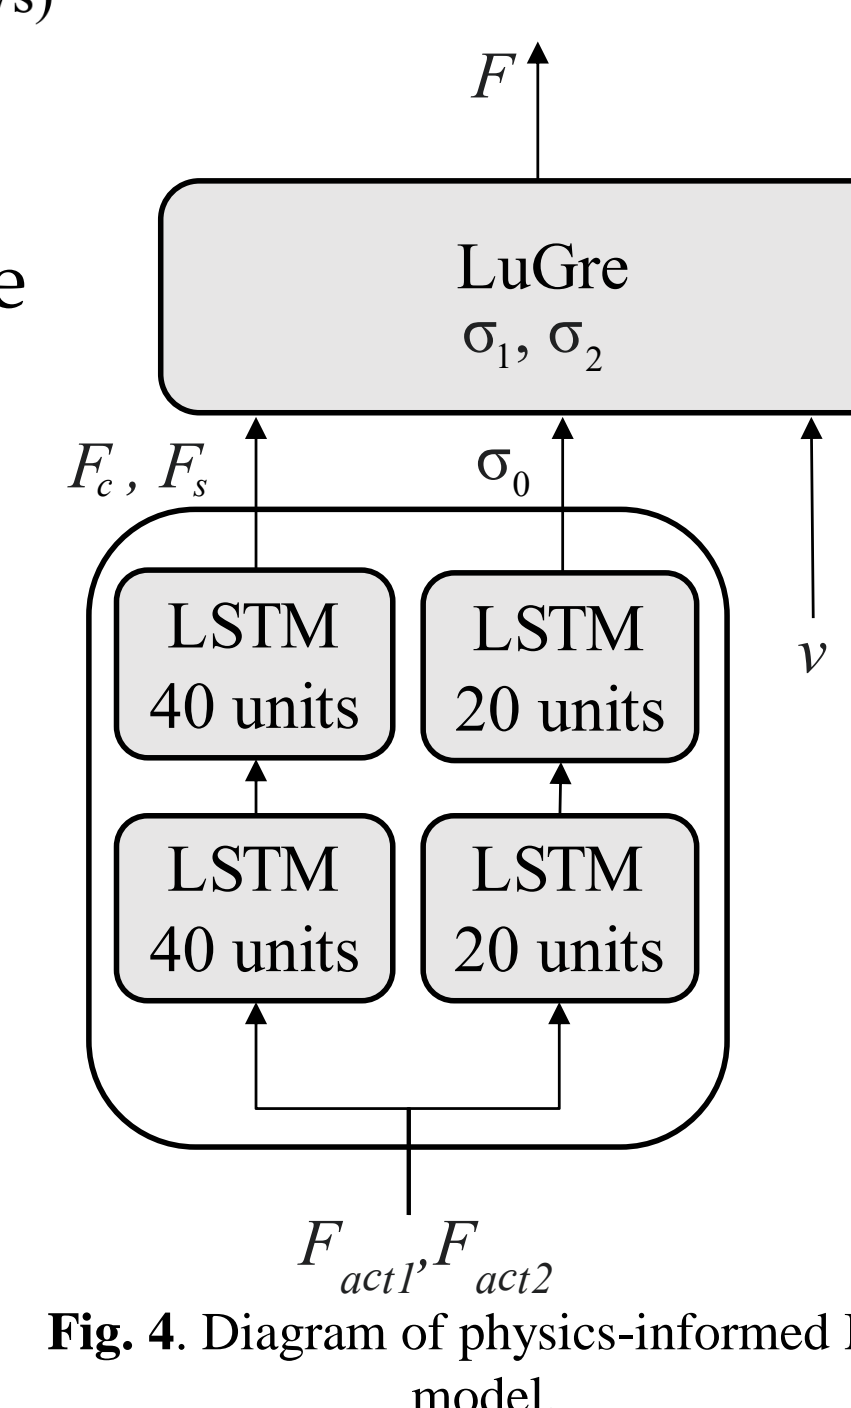 F
LuGre
σ1, σ2
Fc , Fs
σ0
LSTM
40 units
LSTM
20 units
v
LSTM
40 units
LSTM
20 units
Fact1,Fact2
Fig. 4. Diagram of physics-informed
model.